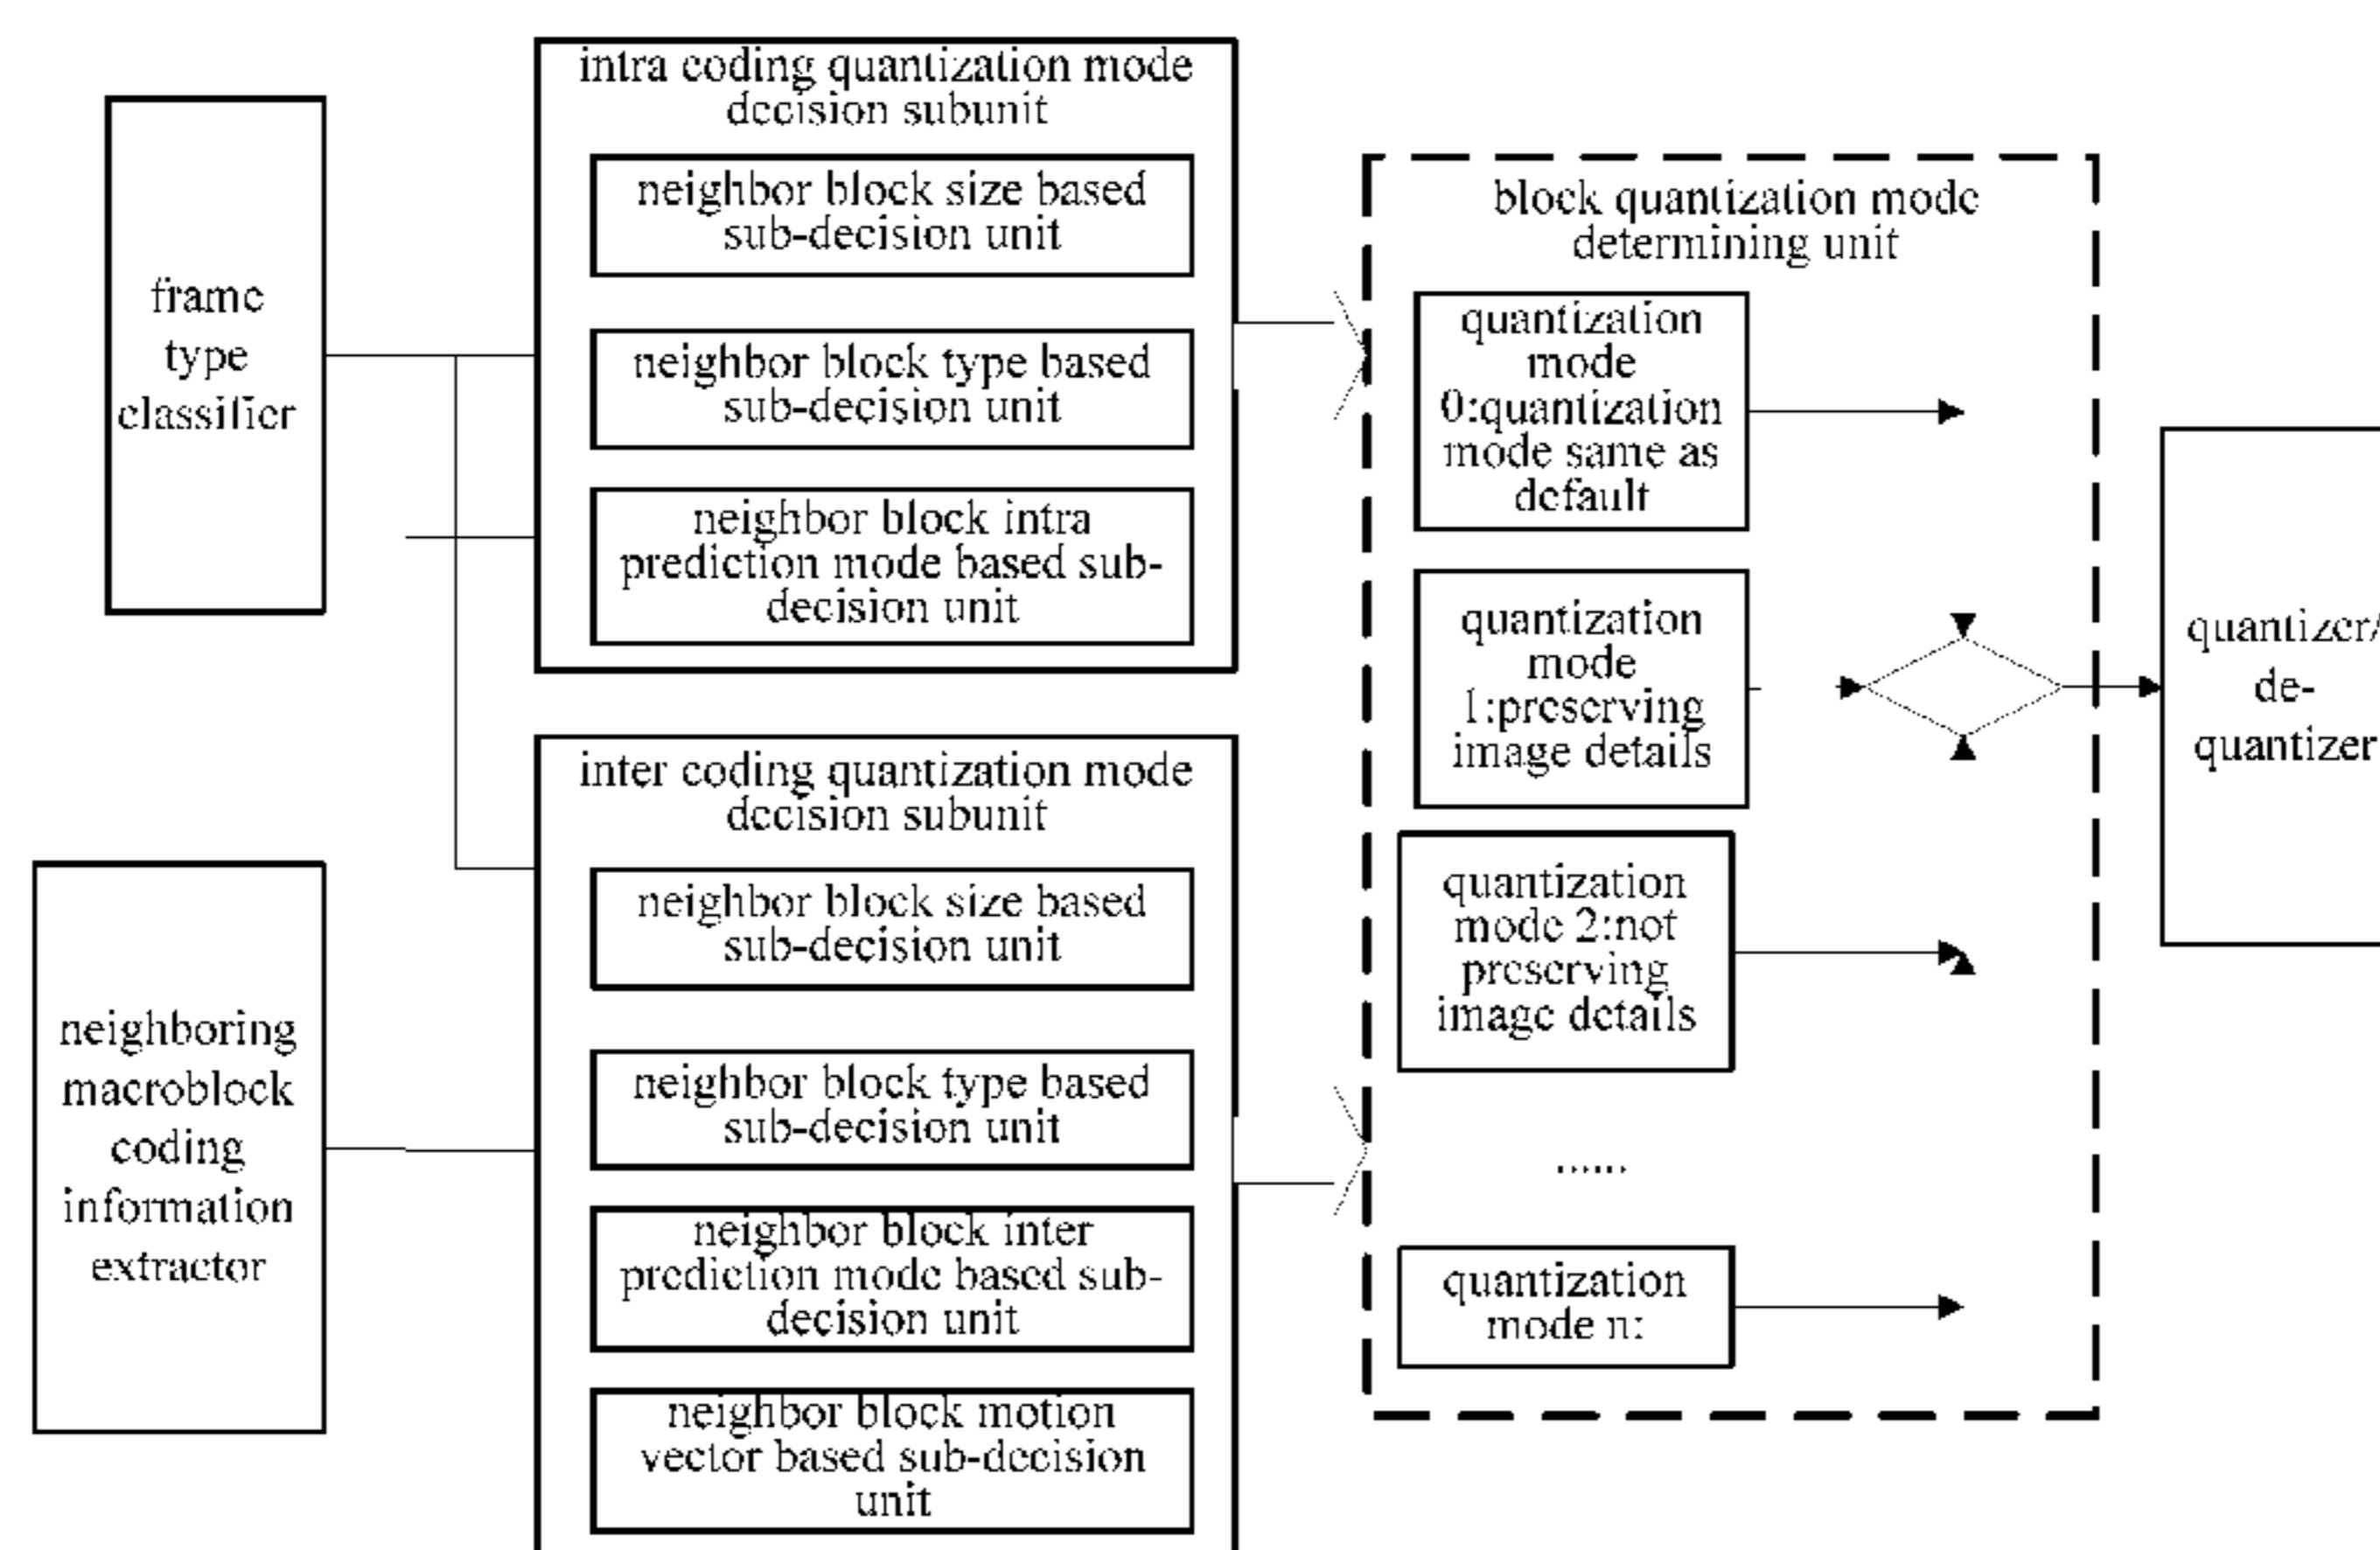 frame
type
classifier
neighboring
macroblock
coding
information
extractor
intra coding quantization mode
decision subunit
neighbor block size based
sub-decision unit
neighbor block type based
sub-decision unit
neighbor block intra
prediction mode based sub-
decision unit
inter coding quantization mode
decision subunit
neighbor block size based
sub-decision unit
neighbor block type based
sub-decision unit
neighbor block inter
prediction mode based sub-
decision unit
neighbor block motion
vector based sub-decision
unit
block quantization mode
determining unit
quantization
mode
0:quantization
mode same as
default
quantization
mode
1:preserving
image details
quantization
mode 2:not
preserving
image details
......
quantization
mode n:
quantizer/
de-
quantizer